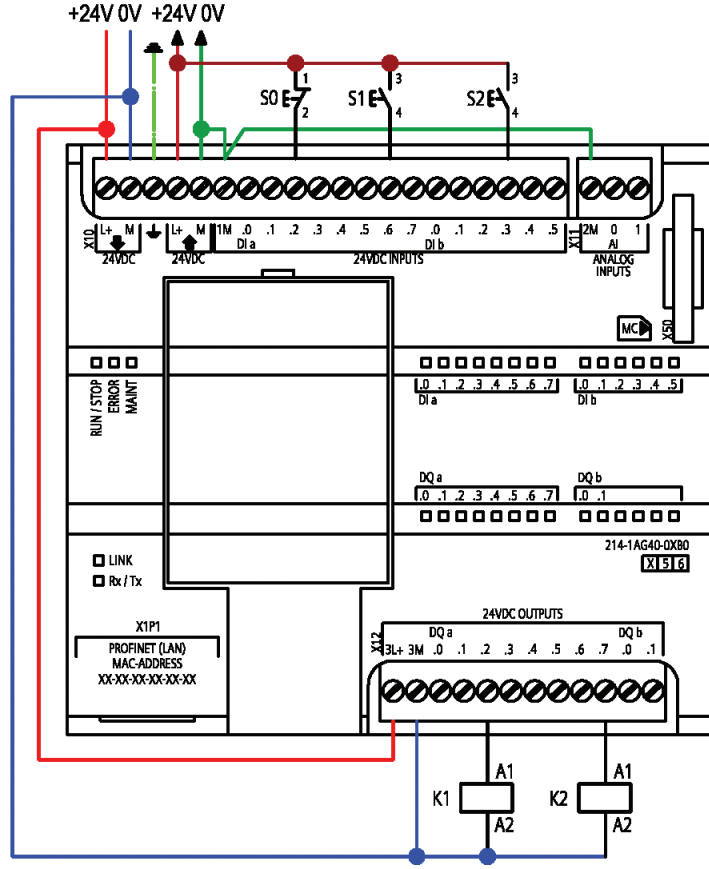 +24V 0V +24V 0V
S0 1 2
S1 3 4
S2 3 4
X10 L+ M L+ M 1M .0 .1 .2 .3 .4 .5 .6 .7 .0 .1 .2 .3 .4 .5 X11 2M 0 1
DI a DI b AI
24VDC 24VDC 24VDC INPUTS ANALOG
INPUTS
MC X50
RUN / STOP
ERROR
MAINT
.0 .1 .2 .3 .4 .5 .6 .7 .0 .1 .2 .3 .4 .5
DI a DI b
DQ a DQ b
.0 .1 .2 .3 .4 .5 .6 .7 .0 .1
214-1AG40-0XB0
X 5 6
LINK
Rx / Tx
X1P1
PROFINET (LAN)
MAC-ADDRESS
XX-XX-XX-XX-XX-XX
24VDC OUTPUTS
X12 DQ a DQ b
3L+ 3M .0 .1 .2 .3 .4 .5 .6 .7 .0 .1
K1 A1 A2
K2 A1 A2